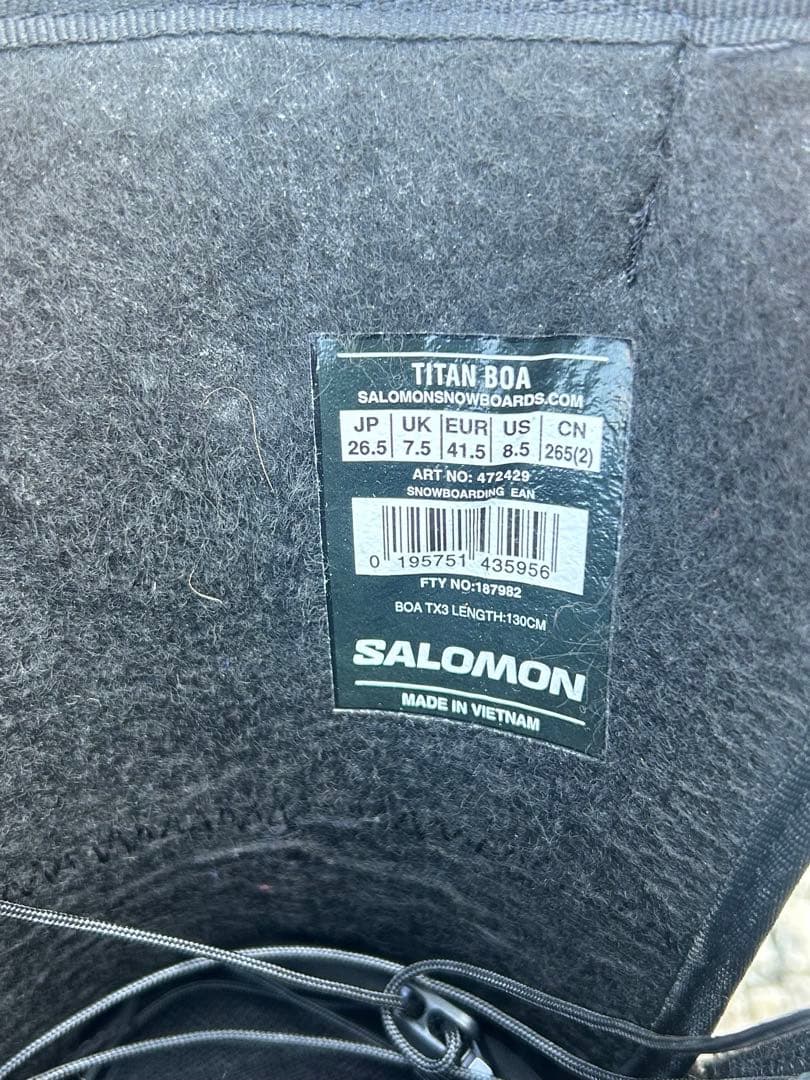 TITAN BOA
SALOMONSNOWBOARDS.COM
JP UK EUR US CN
26.5 7.5 41.5 8.5 265(2)
ART NO: 472429
SNOWBOARDING EAN
0 195751 435956
FTY NO:187982
BOA TX3 LENGTH:130CM
SALOMON
MADE IN VIETNAM